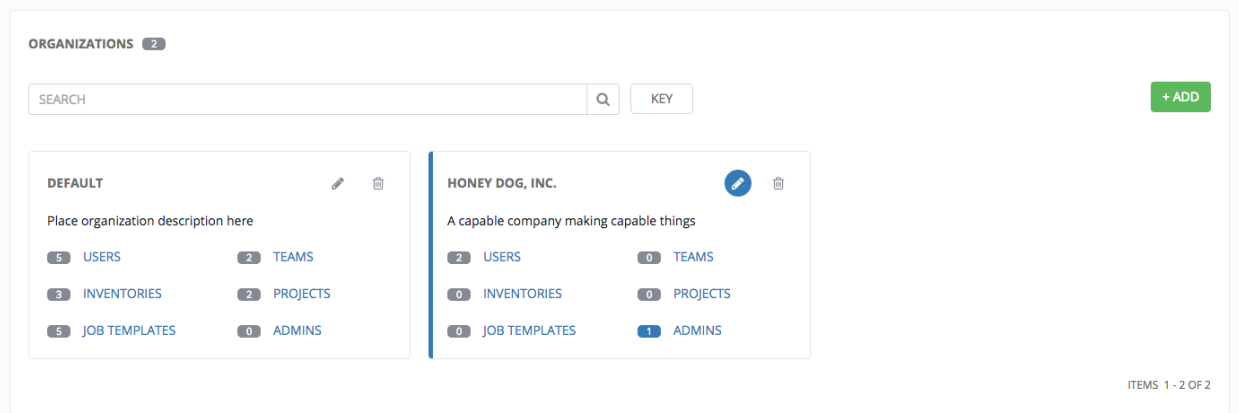 ORGANIZATIONS 2
SEARCH KEY + ADD
DEFAULT
Place organization description here
5 USERS 2 TEAMS
3 INVENTORIES 2 PROJECTS
5 JOB TEMPLATES 0 ADMINS
HONEY DOG, INC.
A capable company making capable things
2 USERS 0 TEAMS
0 INVENTORIES 0 PROJECTS
0 JOB TEMPLATES 1 ADMINS
ITEMS 1 - 2 OF 2